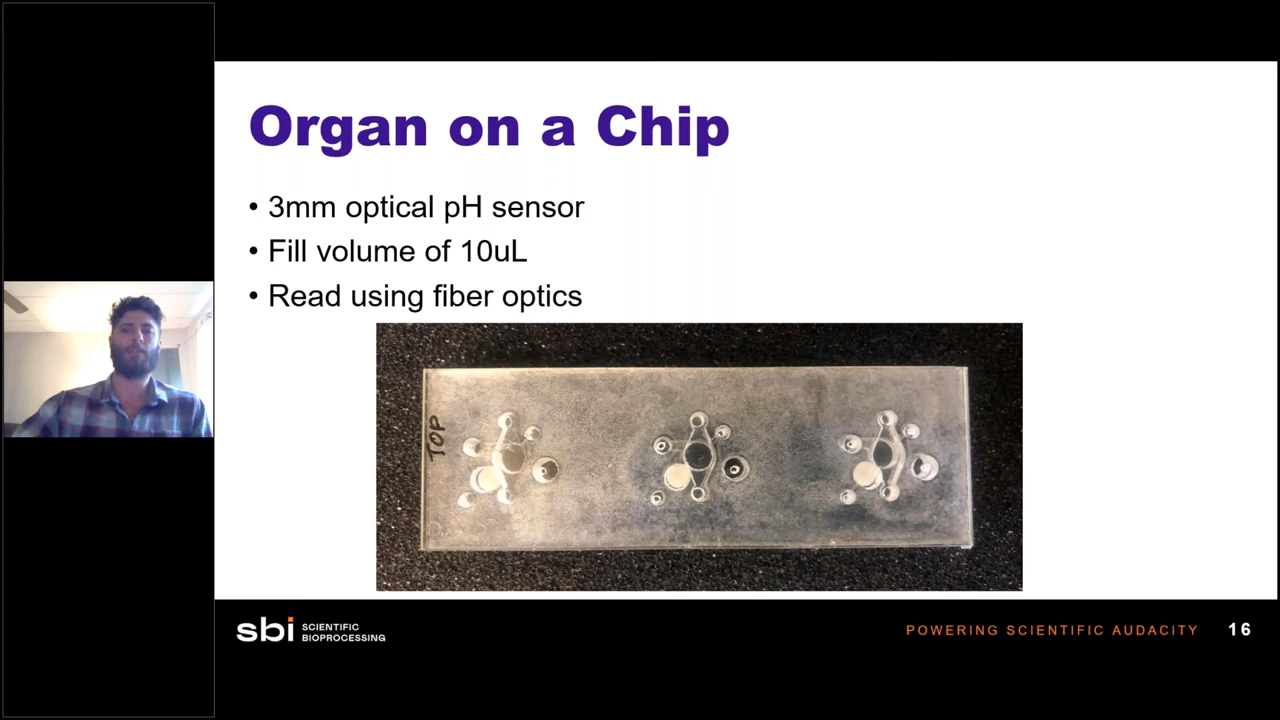 Organ on a Chip
• 3mm optical pH sensor
• Fill volume of 10uL
• Read using fiber optics
TOP
sbi SCIENTIFIC
BIOPROCESSING
POWERING SCIENTIFIC AUDACITY 16